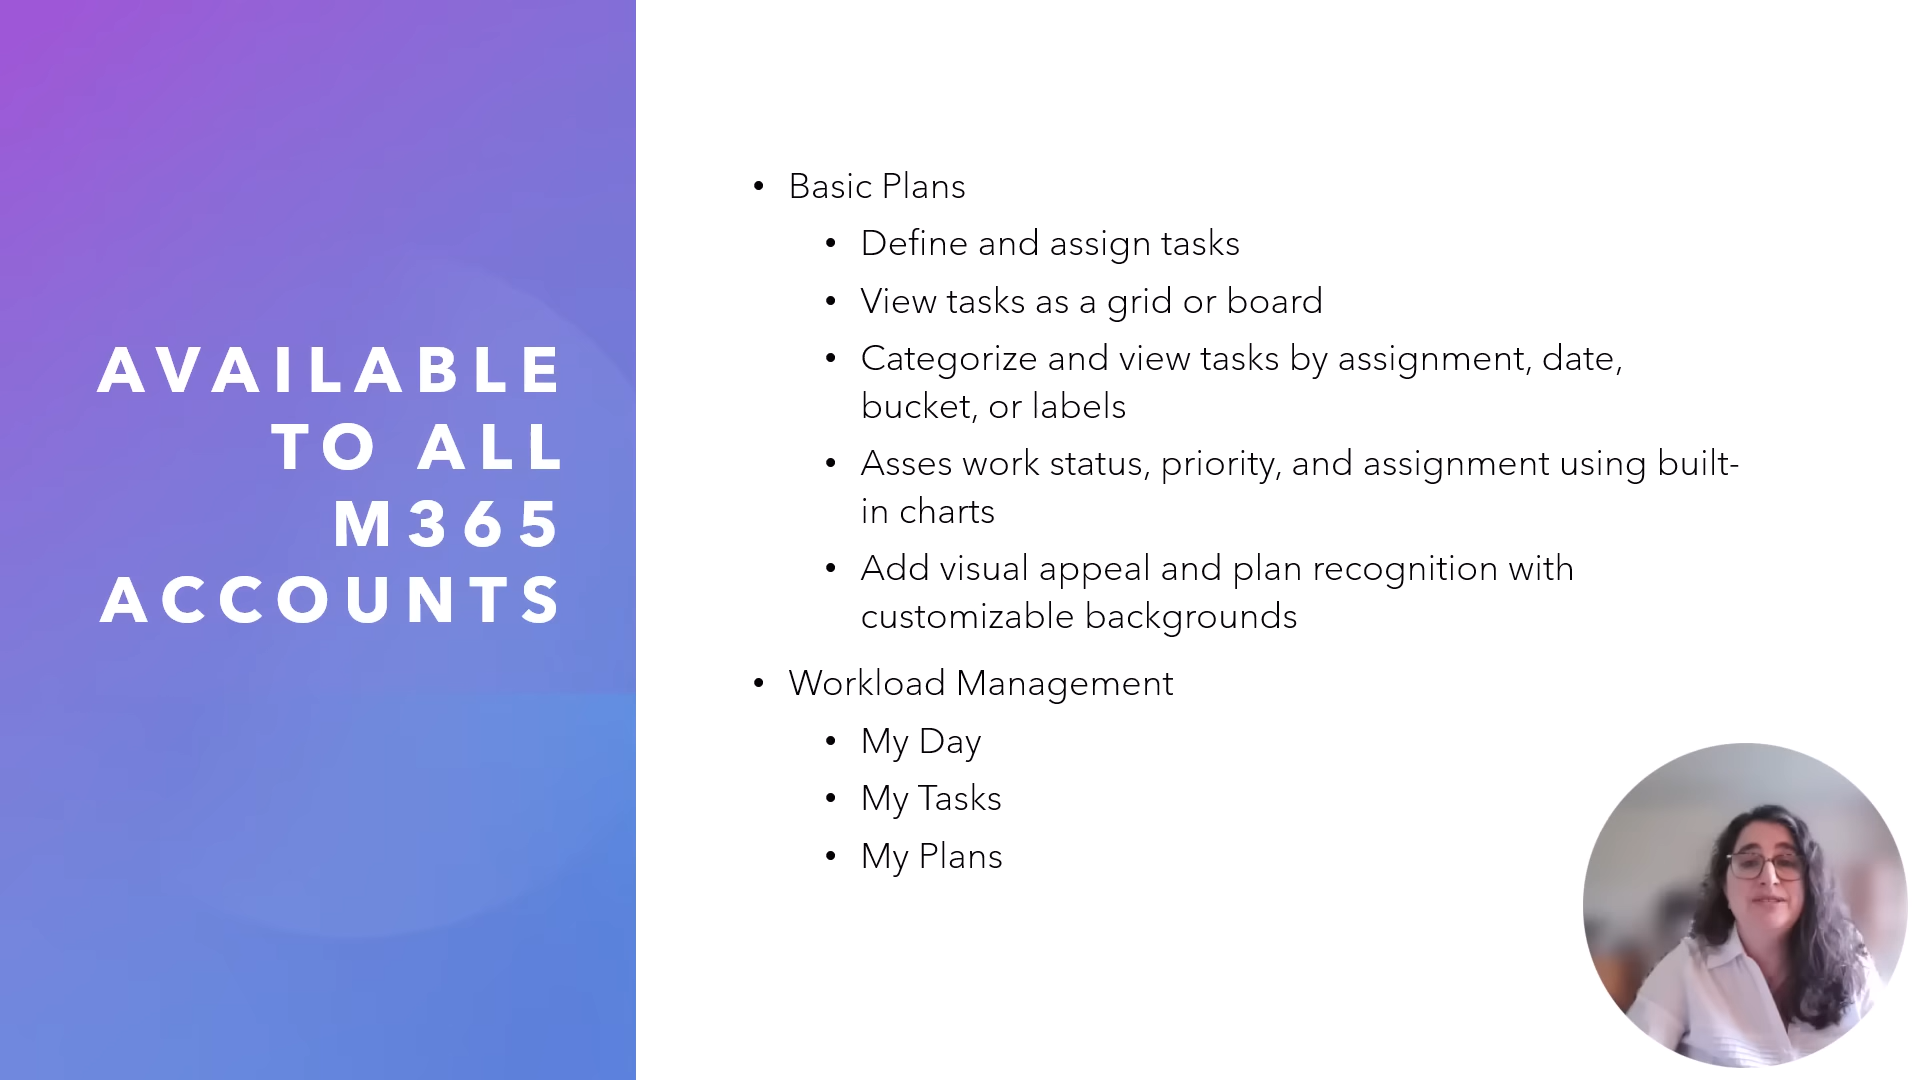 AVAILABLE
TO ALL
M365
ACCOUNTS
• Basic Plans
• Define and assign tasks
• View tasks as a grid or board
• Categorize and view tasks by assignment, date,
bucket, or labels
• Asses work status, priority, and assignment using built-
in charts
• Add visual appeal and plan recognition with
customizable backgrounds
• Workload Management
• My Day
• My Tasks
• My Plans